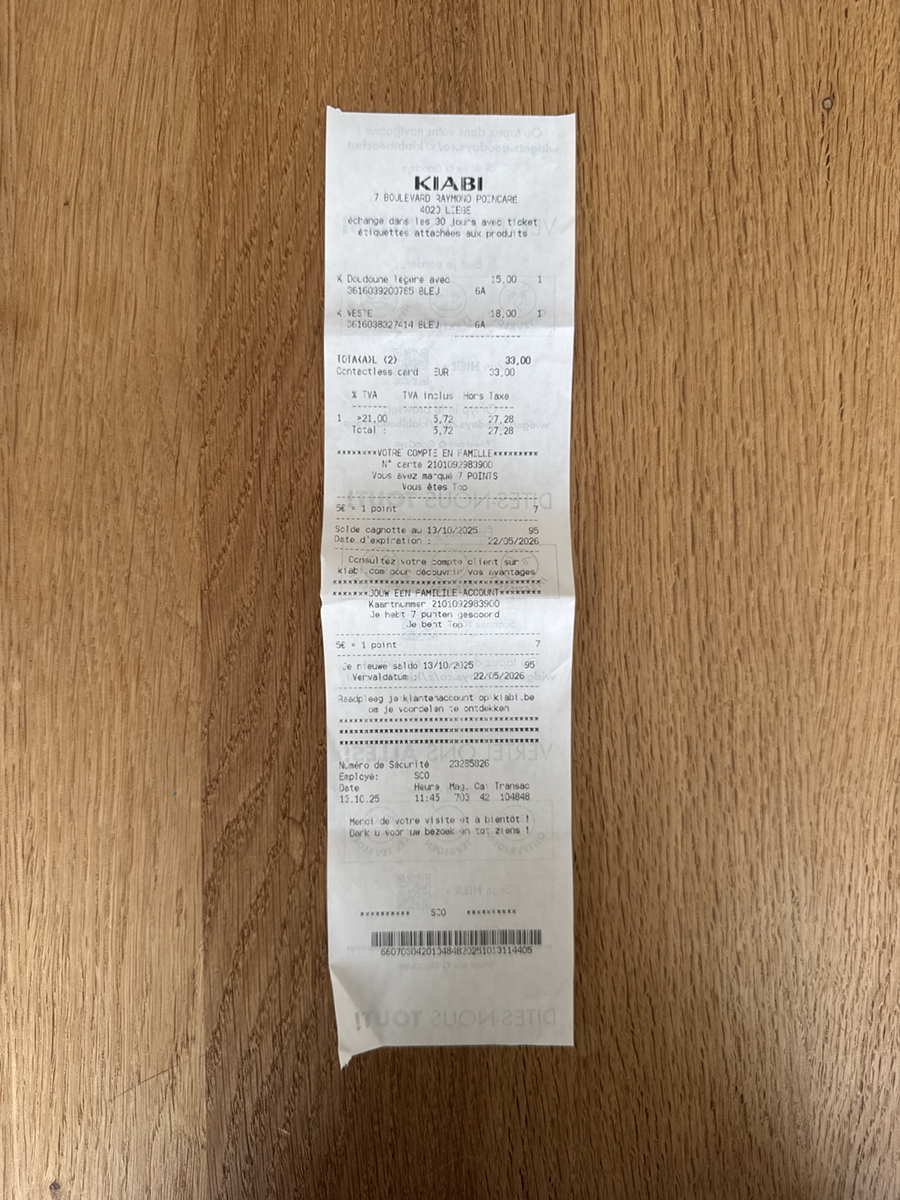 KIABI
7 BOULEVARD RAYMOND POINCARE
4020 LIEGE
échange dans les 30 jours avec ticket
étiquettes attachées aux produits
K Doudoune legere avec 15,00 1
3616039200785 BLEJ 6A
K VESTE 18,00 1
3616038327414 BLEJ 6A
TOTA(A)L (2) 33,00
Contactless card EUR 33,00
% TVA TVA inclus Hors Taxe
1 >21,00 5,72 27,28
Total : 5,72 27,28
********VOTRE COMPTE EN FAMILLE*********
N° carte 2101092983900
Vous avez marqué 7 POINTS
Vous êtes Top
5€ = 1 point 7
Solde cagnotte au 13/10/2025 95
Date d'expiration : 22/05/2026
Consultez votre compte client sur
kiabi.com pour découvrir vos avantages
****************************************
*******JOUW EEN FAMILILE-ACCOUNT********
Kaartnummer 2101092983900
Je hebt 7 punten gescoord
Je bent Top
5€ = 1 point 7
Je nieuwe saldo 13/10/2025 95
Vervaldatum : 22/05/2026
Raadpleeg je klantenaccount op kiabi.be
om je voordelen te ontdekken
****************************************
****************************************
****************************************
Numéro de Sécurité 23285826
Employé: SCO
Date Heure Mag. Cai Transac
13.10.25 11:45 703 42 104848
Merci de votre visite et a bientôt !
Dank u voor uw bezoek en tot ziens !
********** SCO **********